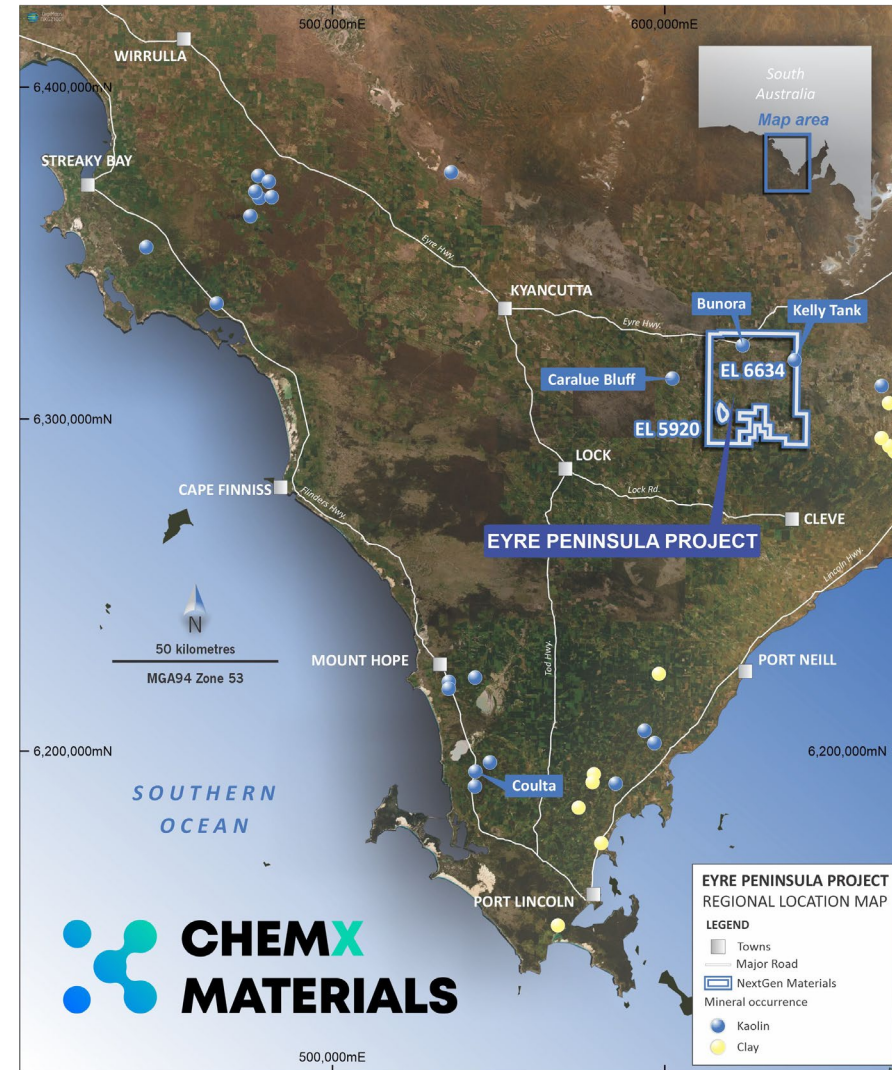 500,000mE
600,000mE
WIRRULLA
6,400,000mN
South
Australia
Map area
STREAKY BAY
Eyre Hwy.
KYANCUTTA
Bunora
Kelly Tank
Eyre Hwy.
EL 6634
Caralue Bluff
6,300,000mN
EL 5920
LOCK
CAPE FINNISS
Flinders Hwy.
Lock Rd.
CLEVE
EYRE PENINSULA PROJECT
Lincoln Hwy.
N
50 kilometres
MGA94 Zone 53
MOUNT HOPE
Tod Hwy.
PORT NEILL
6,200,000mN
6,200,000mN
Coulta
SOUTHERN
OCEAN
PORT LINCOLN
EYRE PENINSULA PROJECT
REGIONAL LOCATION MAP
LEGEND
Towns
Major Road
NextGen Materials
Mineral occurrence
Kaolin
Clay
CHEMX
MATERIALS
500,000mE